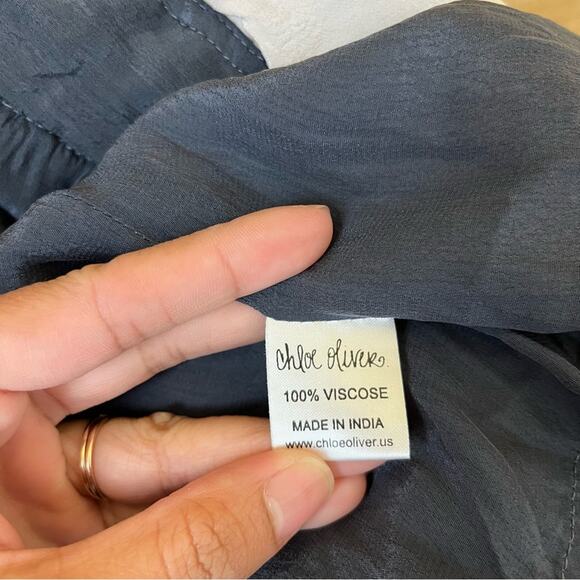 chloe oliver.
100% VISCOSE
MADE IN INDIA
www.chloeoliver.us